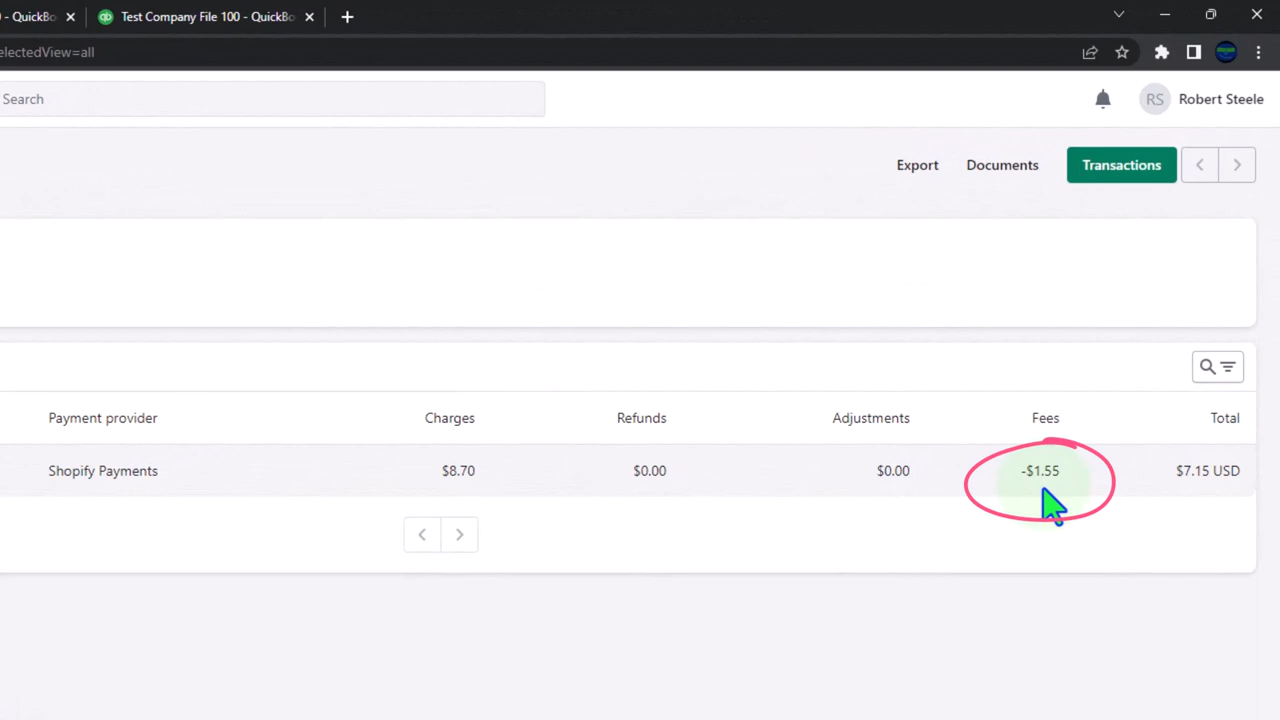 0 - QuickBo
Test Company File 100 - QuickBo
electedView=all
Search
RS
Robert Steele
Export
Documents
Transactions
Payment provider
Charges
Refunds
Adjustments
Fees
Total
Shopify Payments
$8.70
$0.00
$0.00
-$1.55
$7.15 USD